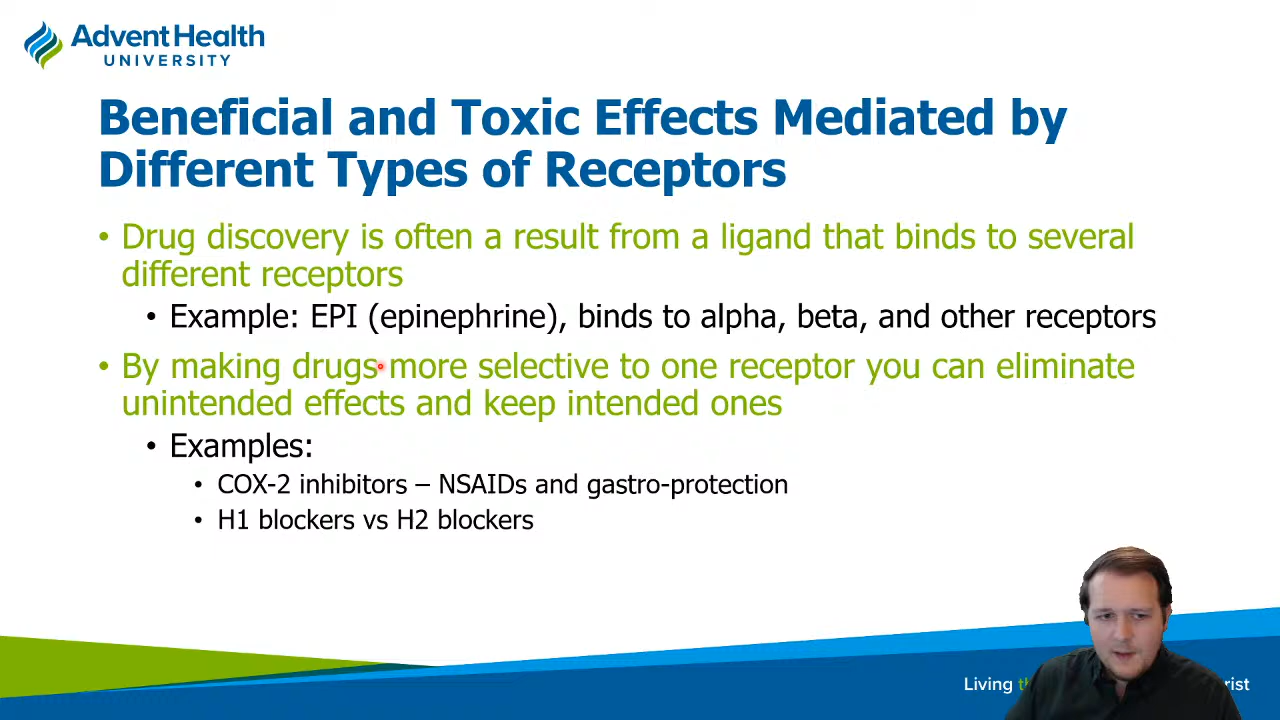 AdventHealth
UNIVERSITY
Beneficial and Toxic Effects Mediated by
Different Types of Receptors
• Drug discovery is often a result from a ligand that binds to several
different receptors
• Example: EPI (epinephrine), binds to alpha, beta, and other receptors
• By making drugs more selective to one receptor you can eliminate
unintended effects and keep intended ones
• Examples:
• COX-2 inhibitors – NSAIDs and gastro-protection
• H1 blockers vs H2 blockers
Living